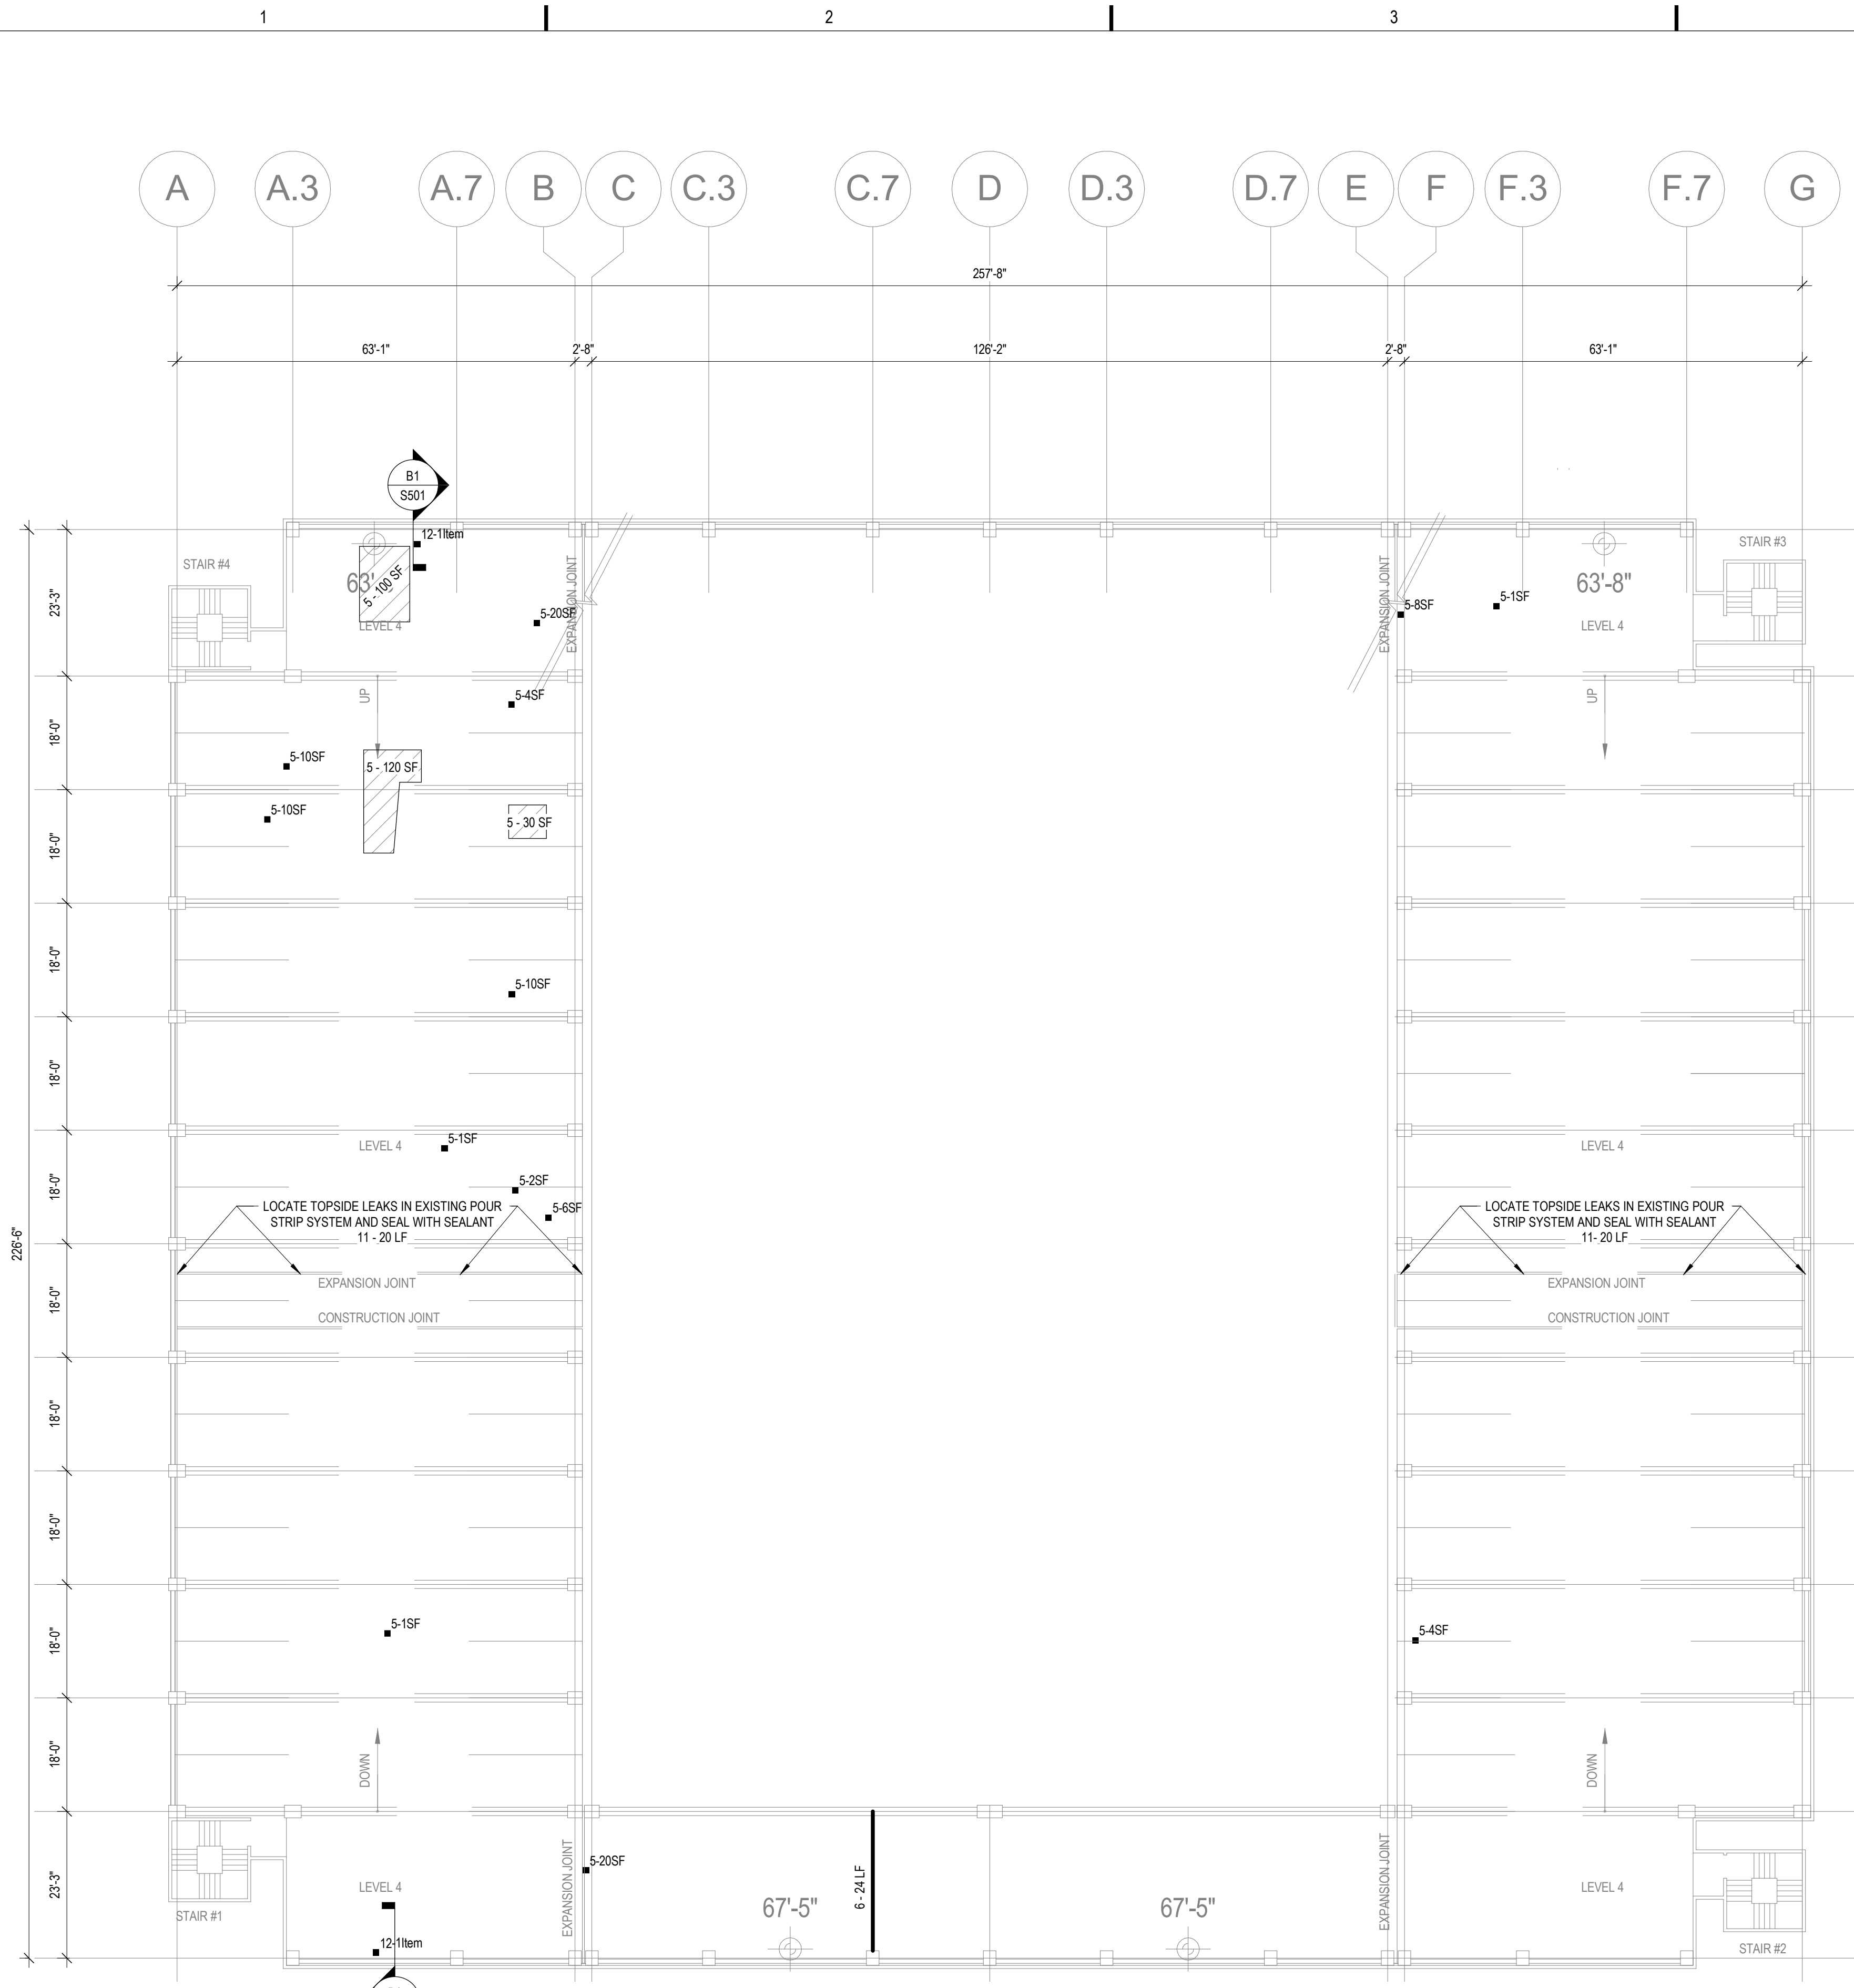 1
2
3
A
A.3
A.7
B
C
C.3
C.7
D
D.3
D.7
E
F
F.3
F.7
G
257'-8"
63'-1"
2'-8"
126'-2"
2'-8"
63'-1"
B1
S501
12-1Item
STAIR #4
STAIR #3
63'
5 - 100 SF
63'-8"
23'-3"
EXPANSION JOINT
EXPANSION JOINT
5-20SF
5-8SF
5-1SF
LEVEL 4
LEVEL 4
UP
5-4SF
UP
18'-0"
5-10SF
5 - 120 SF
5-10SF
5 - 30 SF
18'-0"
18'-0"
5-10SF
18'-0"
LEVEL 4
5-1SF
LEVEL 4
18'-0"
5-2SF
5-6SF
LOCATE TOPSIDE LEAKS IN EXISTING POUR
STRIP SYSTEM AND SEAL WITH SEALANT
11 - 20 LF
LOCATE TOPSIDE LEAKS IN EXISTING POUR
STRIP SYSTEM AND SEAL WITH SEALANT
11- 20 LF
226'-6"
EXPANSION JOINT
EXPANSION JOINT
18'-0"
CONSTRUCTION JOINT
CONSTRUCTION JOINT
18'-0"
18'-0"
5-1SF
5-4SF
18'-0"
18'-0"
DOWN
DOWN
5-20SF
23'-3"
LEVEL 4
EXPANSION JOINT
6 - 24 LF
EXPANSION JOINT
LEVEL 4
67'-5"
67'-5"
STAIR #1
12-1Item
STAIR #2